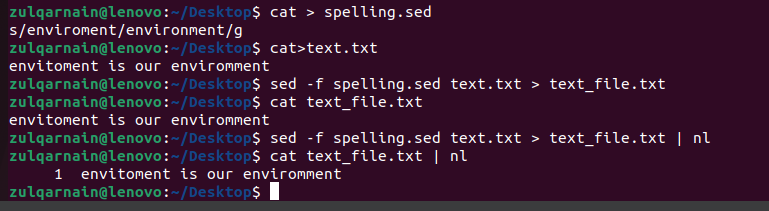 zulqarnain@lenovo:~/Desktop$ cat > spelling.sed
s/enviroment/environment/g
zulqarnain@lenovo:~/Desktop$ cat>text.txt
envitoment is our enviromment
zulqarnain@lenovo:~/Desktop$ sed -f spelling.sed text.txt > text_file.txt
zulqarnain@lenovo:~/Desktop$ cat text_file.txt
envitoment is our enviromment
zulqarnain@lenovo:~/Desktop$ sed -f spelling.sed text.txt > text_file.txt | nl
zulqarnain@lenovo:~/Desktop$ cat text_file.txt | nl
     1  envitoment is our enviromment
zulqarnain@lenovo:~/Desktop$